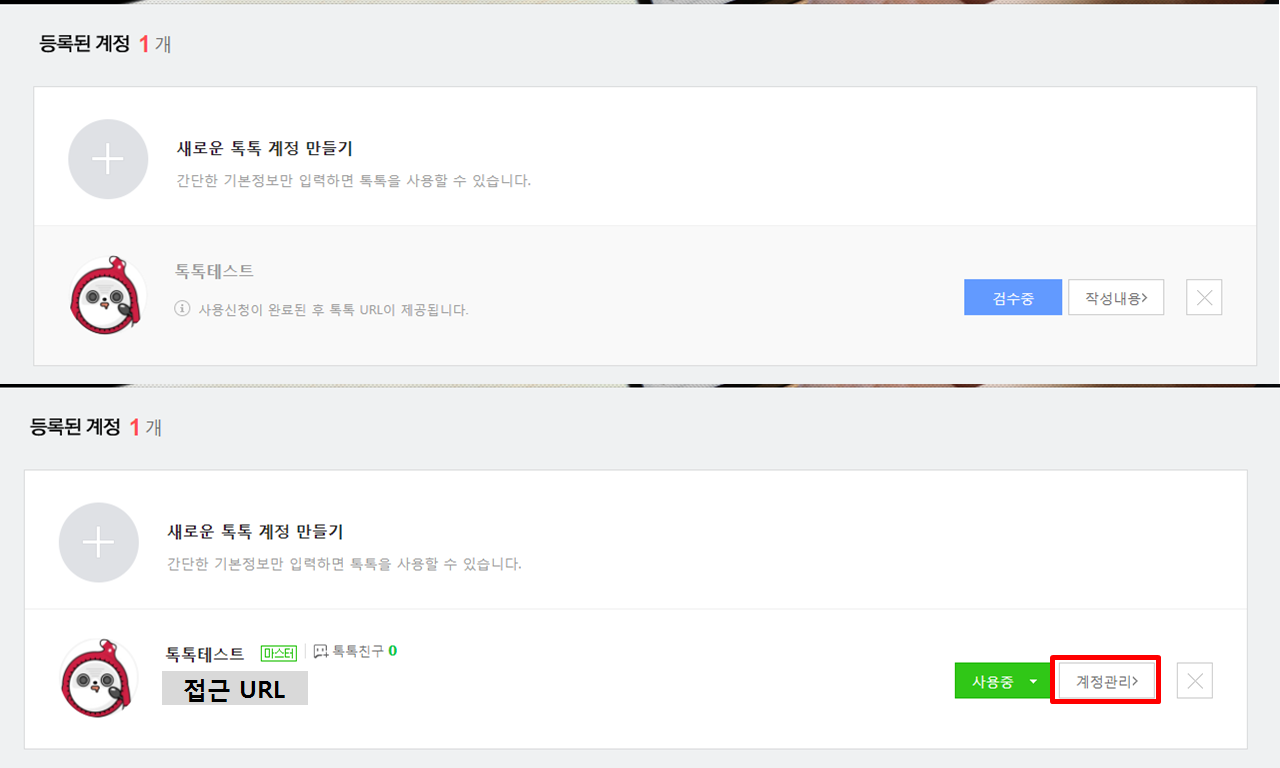 등록된 계정 1 개
새로운 톡톡 계정 만들기
간단한 기본정보만 입력하면 톡톡을 사용할 수 있습니다.
톡톡테스트
사용신청이 완료된 후 톡톡 URL이 제공됩니다.
검수중 작성내용>
등록된 계정 1 개
새로운 톡톡 계정 만들기
간단한 기본정보만 입력하면 톡톡을 사용할 수 있습니다.
톡톡테스트 마스터 톡톡친구 0
접근 URL
사용중 계정관리>